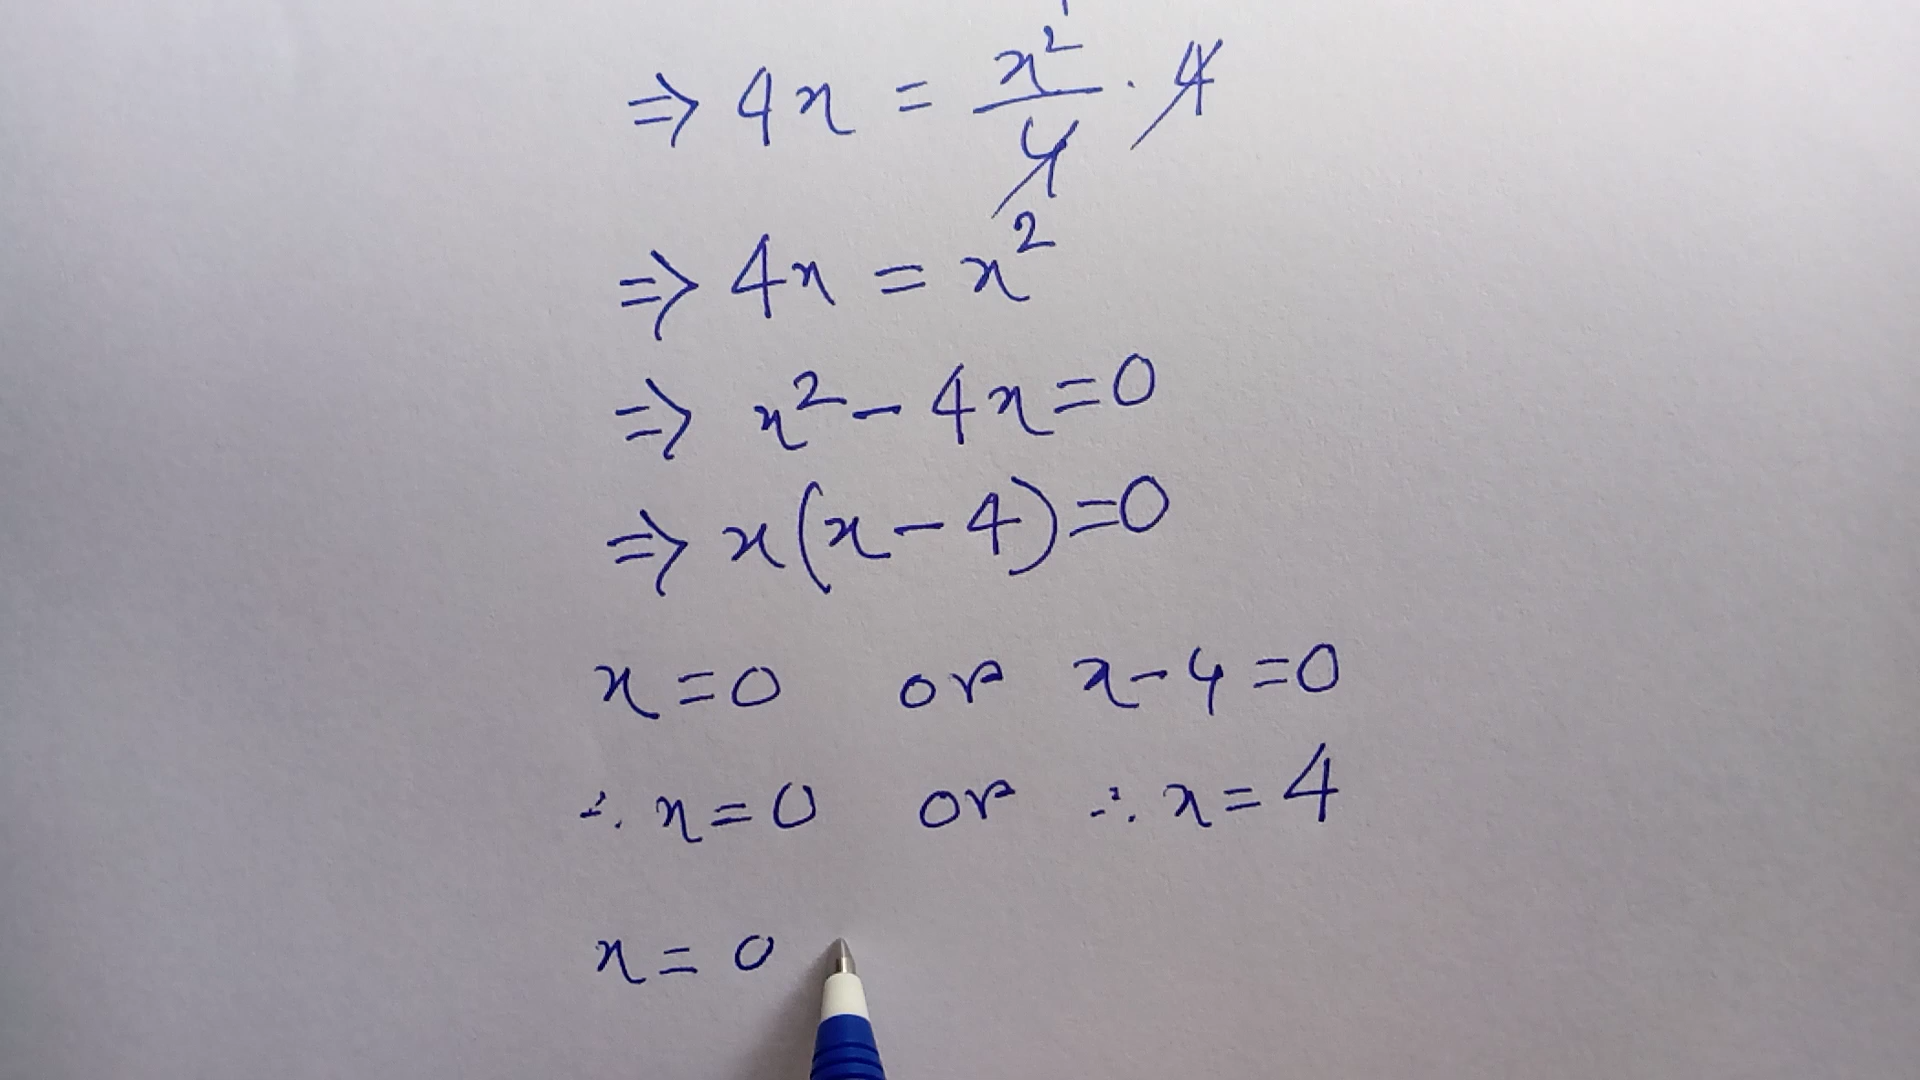 ⇒ 4x = x²/4 · 4
⇒ 4x = x²
⇒ x² - 4x = 0
⇒ x(x - 4) = 0
x = 0 or x - 4 = 0
∴ x = 0 or ∴ x = 4
x = 0